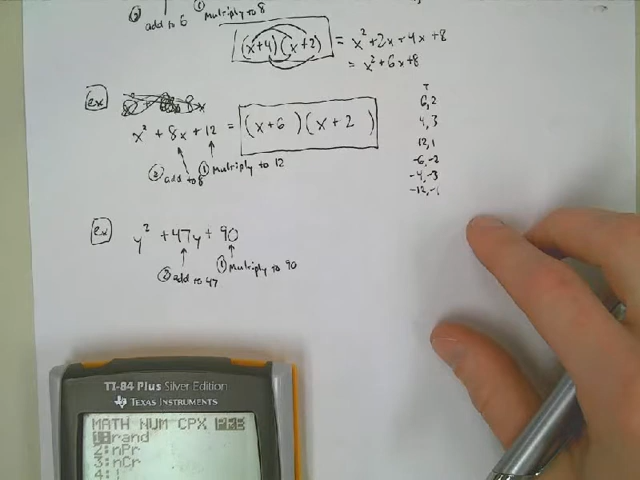 ② add to 6 ① Multiply to 8
(x+4)(x+2) = x² + 2x + 4x + 8
= x² + 6x + 8
ex
x² + 8x + 12 = (x + 6)(x + 2)
② add to 8 ① Multiply to 12
6, 2
4, 3
12, 1
-6, -2
-4, -3
-12, -1
ex
y² + 47y + 90
② add to 47 ① Multiply to 90
TI-84 Plus Silver Edition
TEXAS INSTRUMENTS
MATH NUM CPX PRB
1:rand
2:nPr
3:nCr
4:!